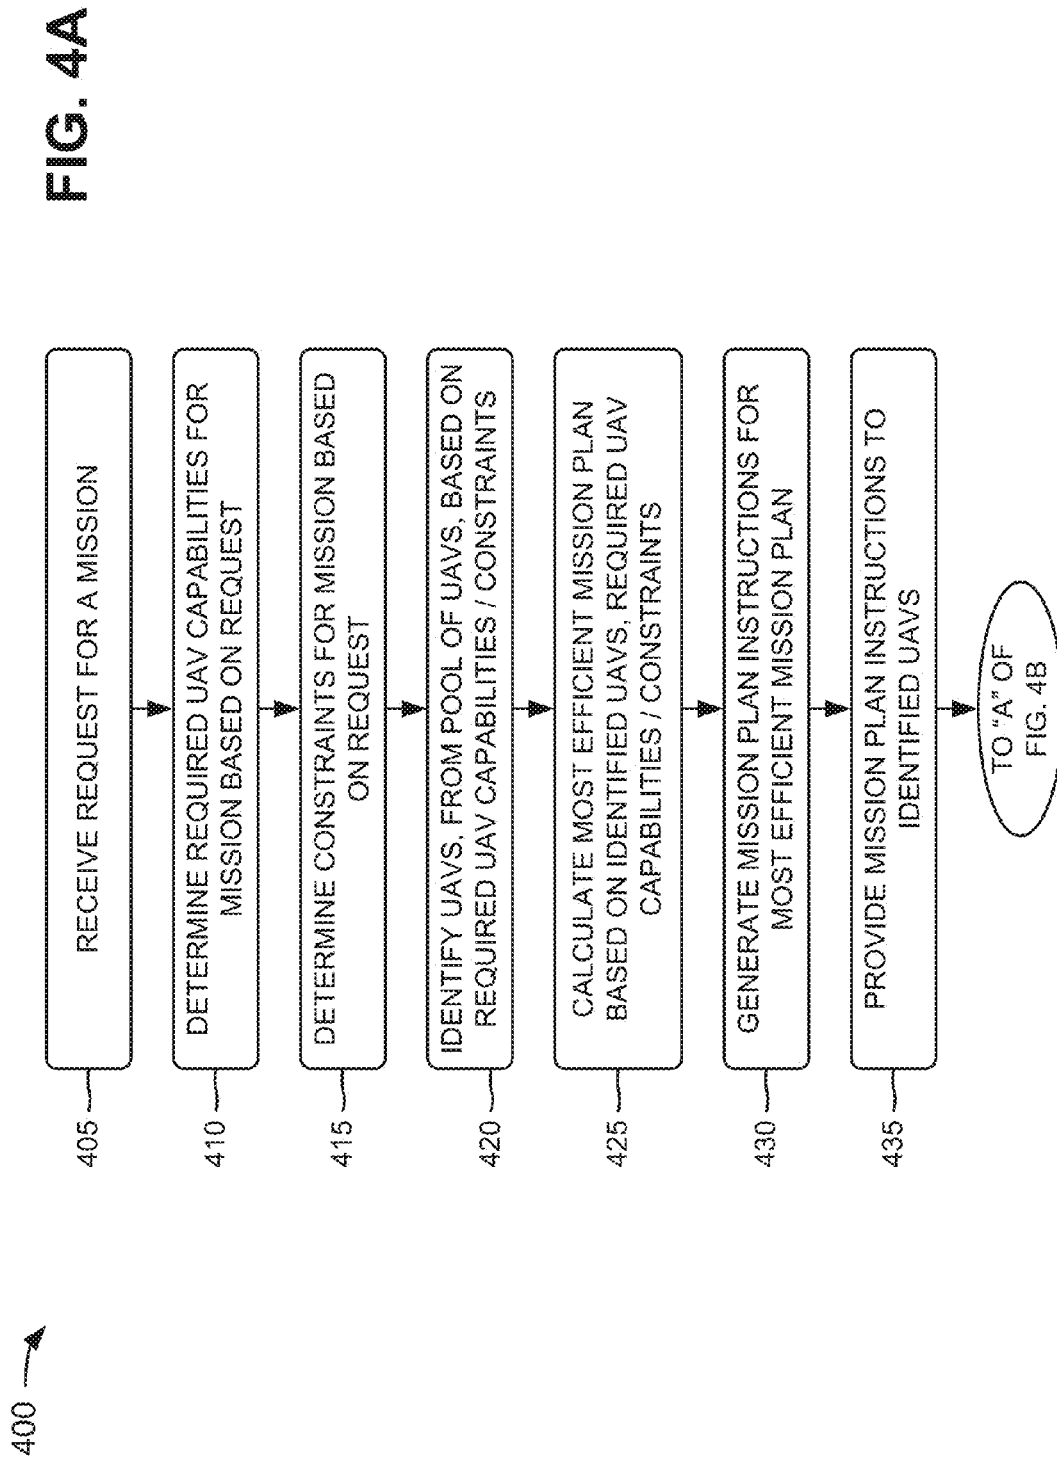 FIG. 4A
400
405
RECEIVE REQUEST FOR A MISSION
410
DETERMINE REQUIRED UAV CAPABILITIES FOR
MISSION BASED ON REQUEST
415
DETERMINE CONSTRAINTS FOR MISSION BASED
ON REQUEST
420
IDENTIFY UAVS, FROM POOL OF UAVS, BASED ON
REQUIRED UAV CAPABILITIES / CONSTRAINTS
425
CALCULATE MOST EFFICIENT MISSION PLAN
BASED ON IDENTIFIED UAVS, REQUIRED UAV
CAPABILITIES / CONSTRAINTS
430
GENERATE MISSION PLAN INSTRUCTIONS FOR
MOST EFFICIENT MISSION PLAN
435
PROVIDE MISSION PLAN INSTRUCTIONS TO
IDENTIFIED UAVS
TO "A" OF
FIG. 4B